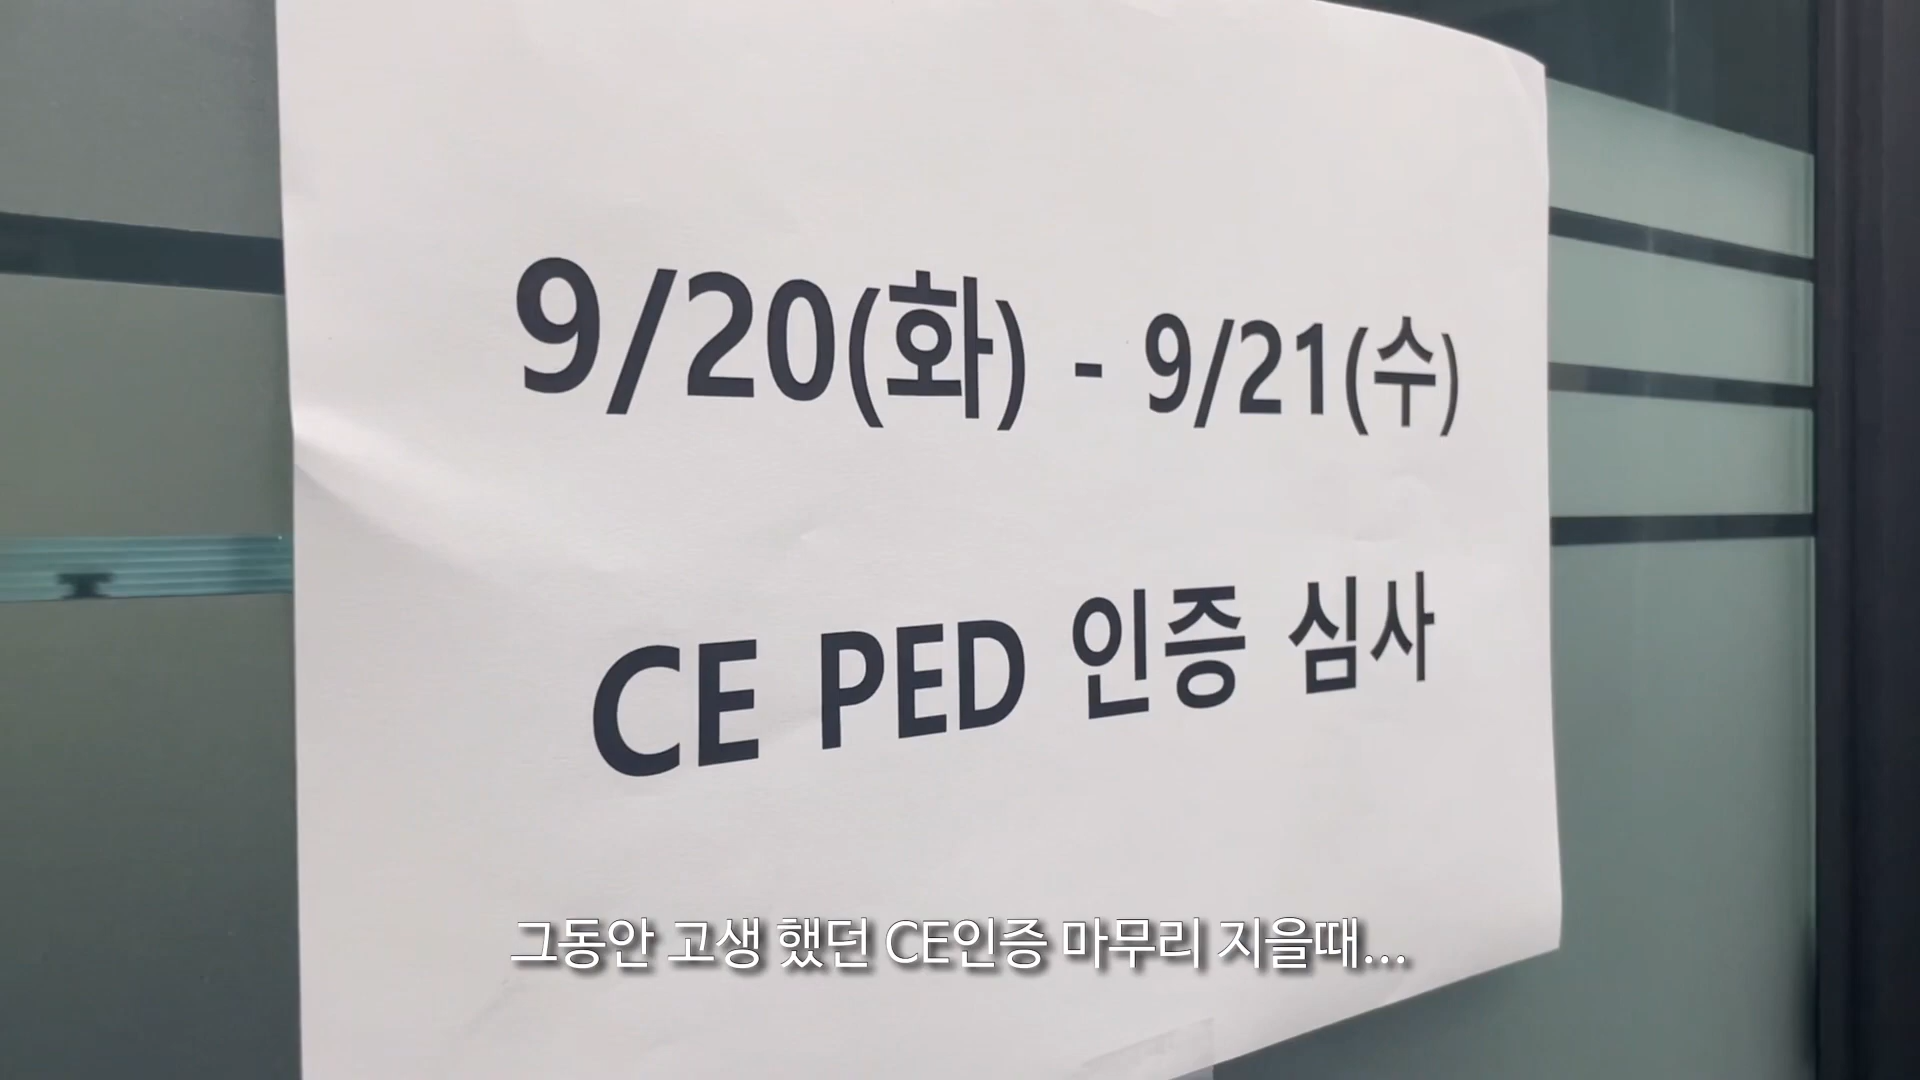 9/20(화) - 9/21(수)
CE PED 인증 심사
그동안 고생 했던 CE인증 마무리 지을때...